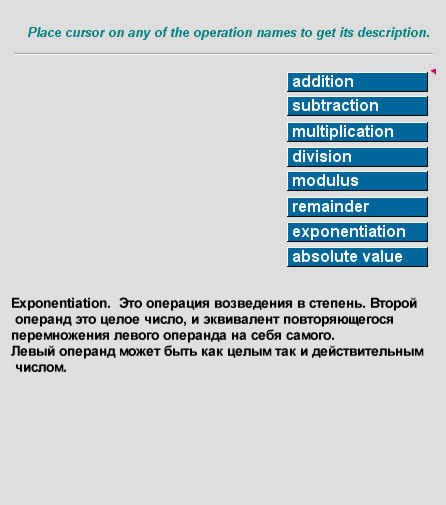 Place cursor on any of the operation names to get its description.
addition
subtraction
multiplication
division
modulus
remainder
exponentiation
absolute value
Exponentiation. Это операция возведения в степень. Второй
операнд это целое число, и эквивалент повторяющегося
перемножения левого операнда на себя самого.
Левый операнд может быть как целым так и действительным
числом.